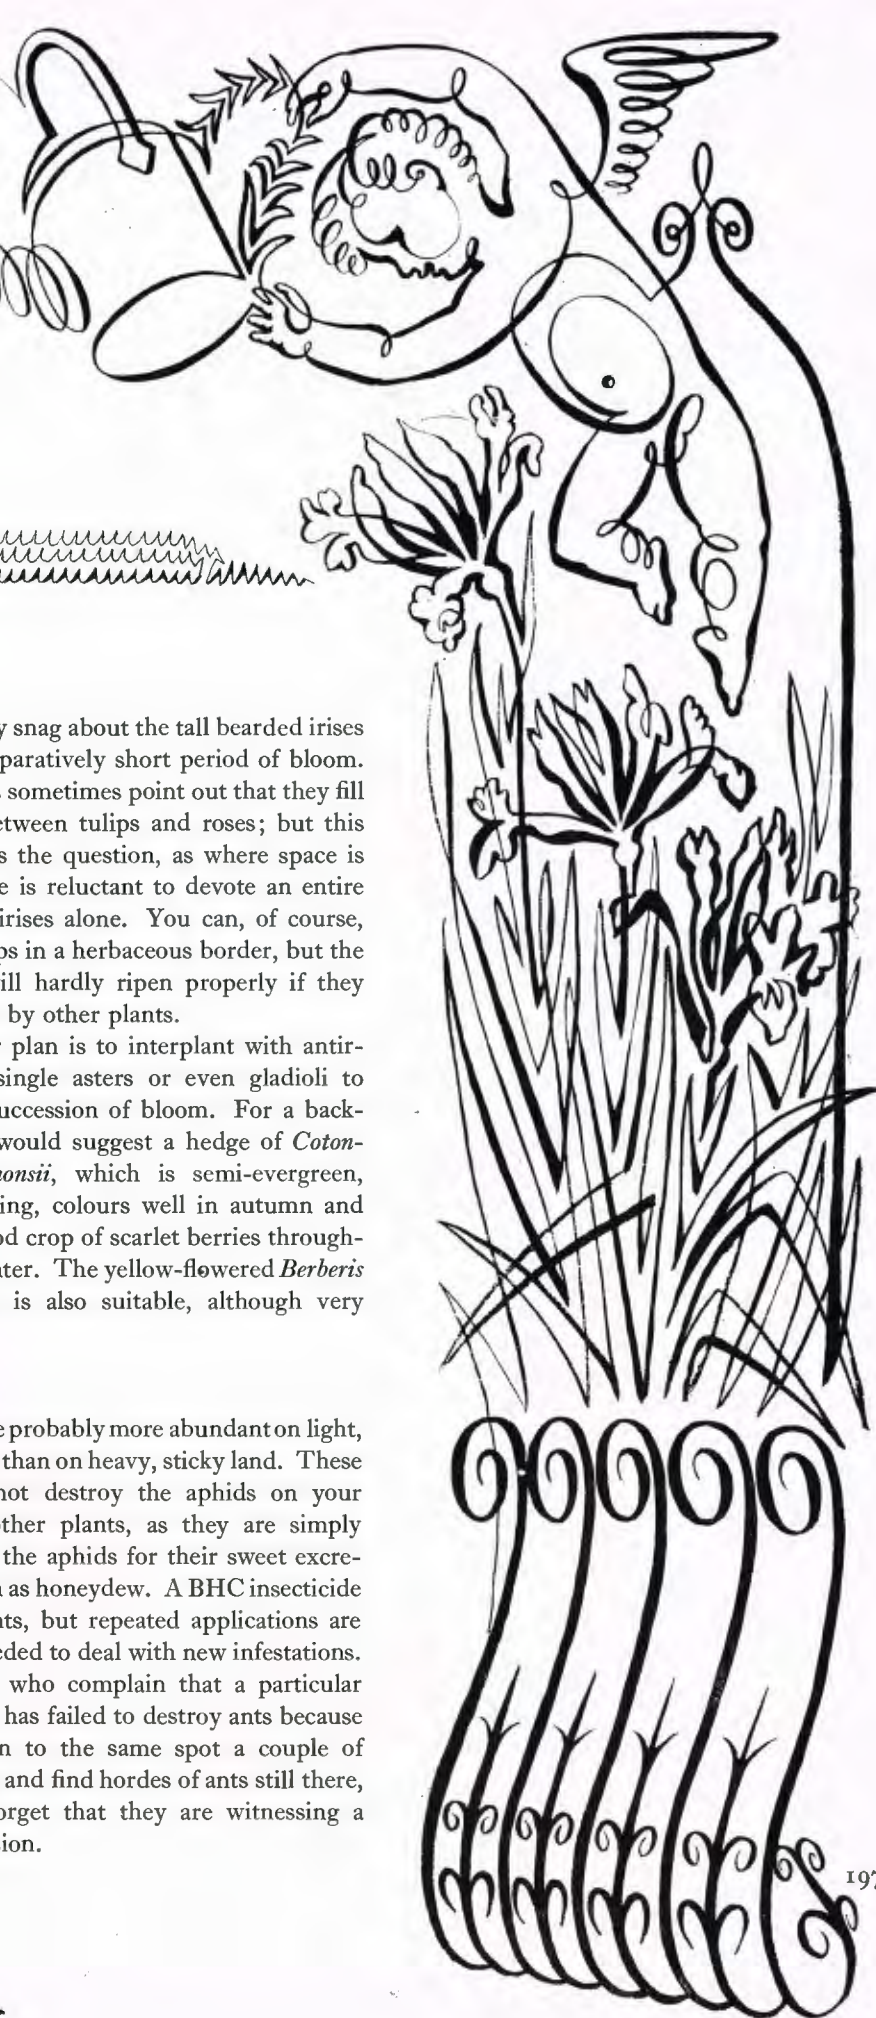 snag about the tall bearded irises
paratively short period of bloom.
sometimes point out that they fill
etween tulips and roses; but this
s the question, as where space is
e is reluctant to devote an entire
irises alone. You can, of course,
ps in a herbaceous border, but the
ill hardly ripen properly if they
by other plants.
plan is to interplant with antir-
single asters or even gladioli to
uccession of bloom. For a back-
would suggest a hedge of Coton-
onsii, which is semi-evergreen,
ing, colours well in autumn and
od crop of scarlet berries through-
ter. The yellow-flowered Berberis
is also suitable, although very
e probably more abundant on light,
than on heavy, sticky land. These
not destroy the aphids on your
ther plants, as they are simply
the aphids for their sweet excre-
as honeydew. A BHC insecticide
nts, but repeated applications are
eded to deal with new infestations.
who complain that a particular
has failed to destroy ants because
n to the same spot a couple of
and find hordes of ants still there,
orget that they are witnessing a
sion.
197